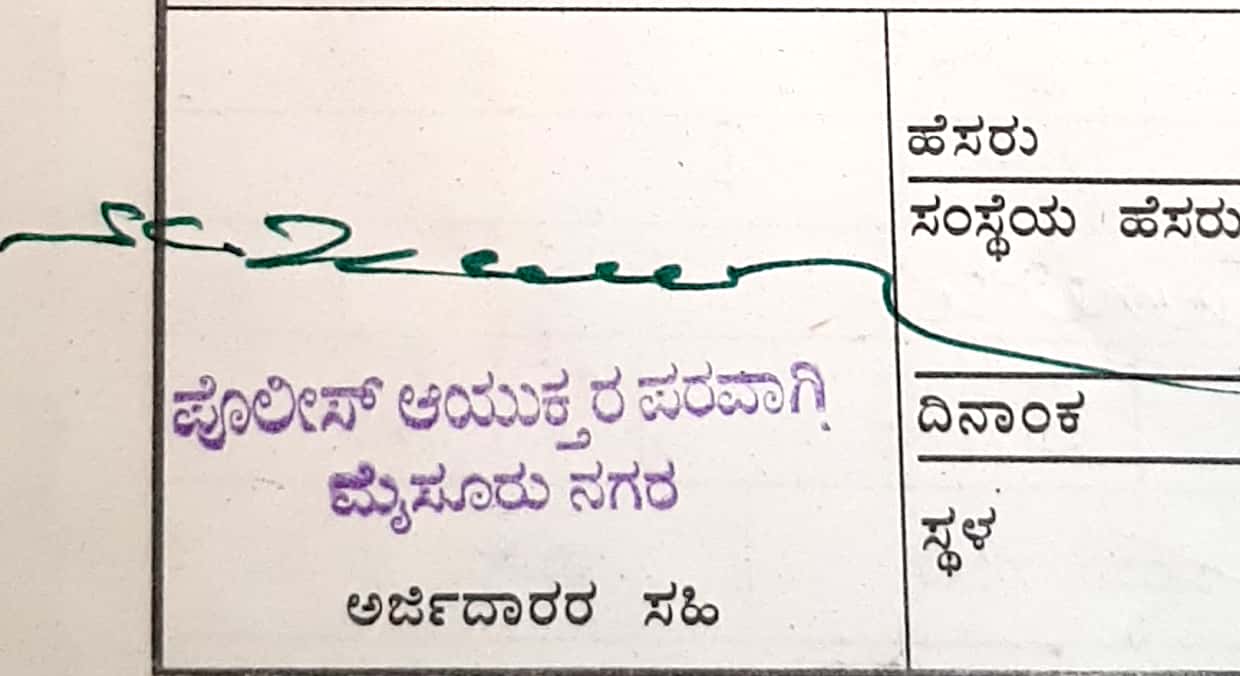 ಪೊಲೀಸ್ ಆಯುಕ್ತರ ಪರವಾಗಿ
ಮೈಸೂರು ನಗರ
ಅರ್ಜಿದಾರರ ಸಹಿ
ಹೆಸರು
ಸಂಸ್ಥೆಯ ಹೆಸರು
ದಿನಾಂಕ
ಸ್ಥಳ